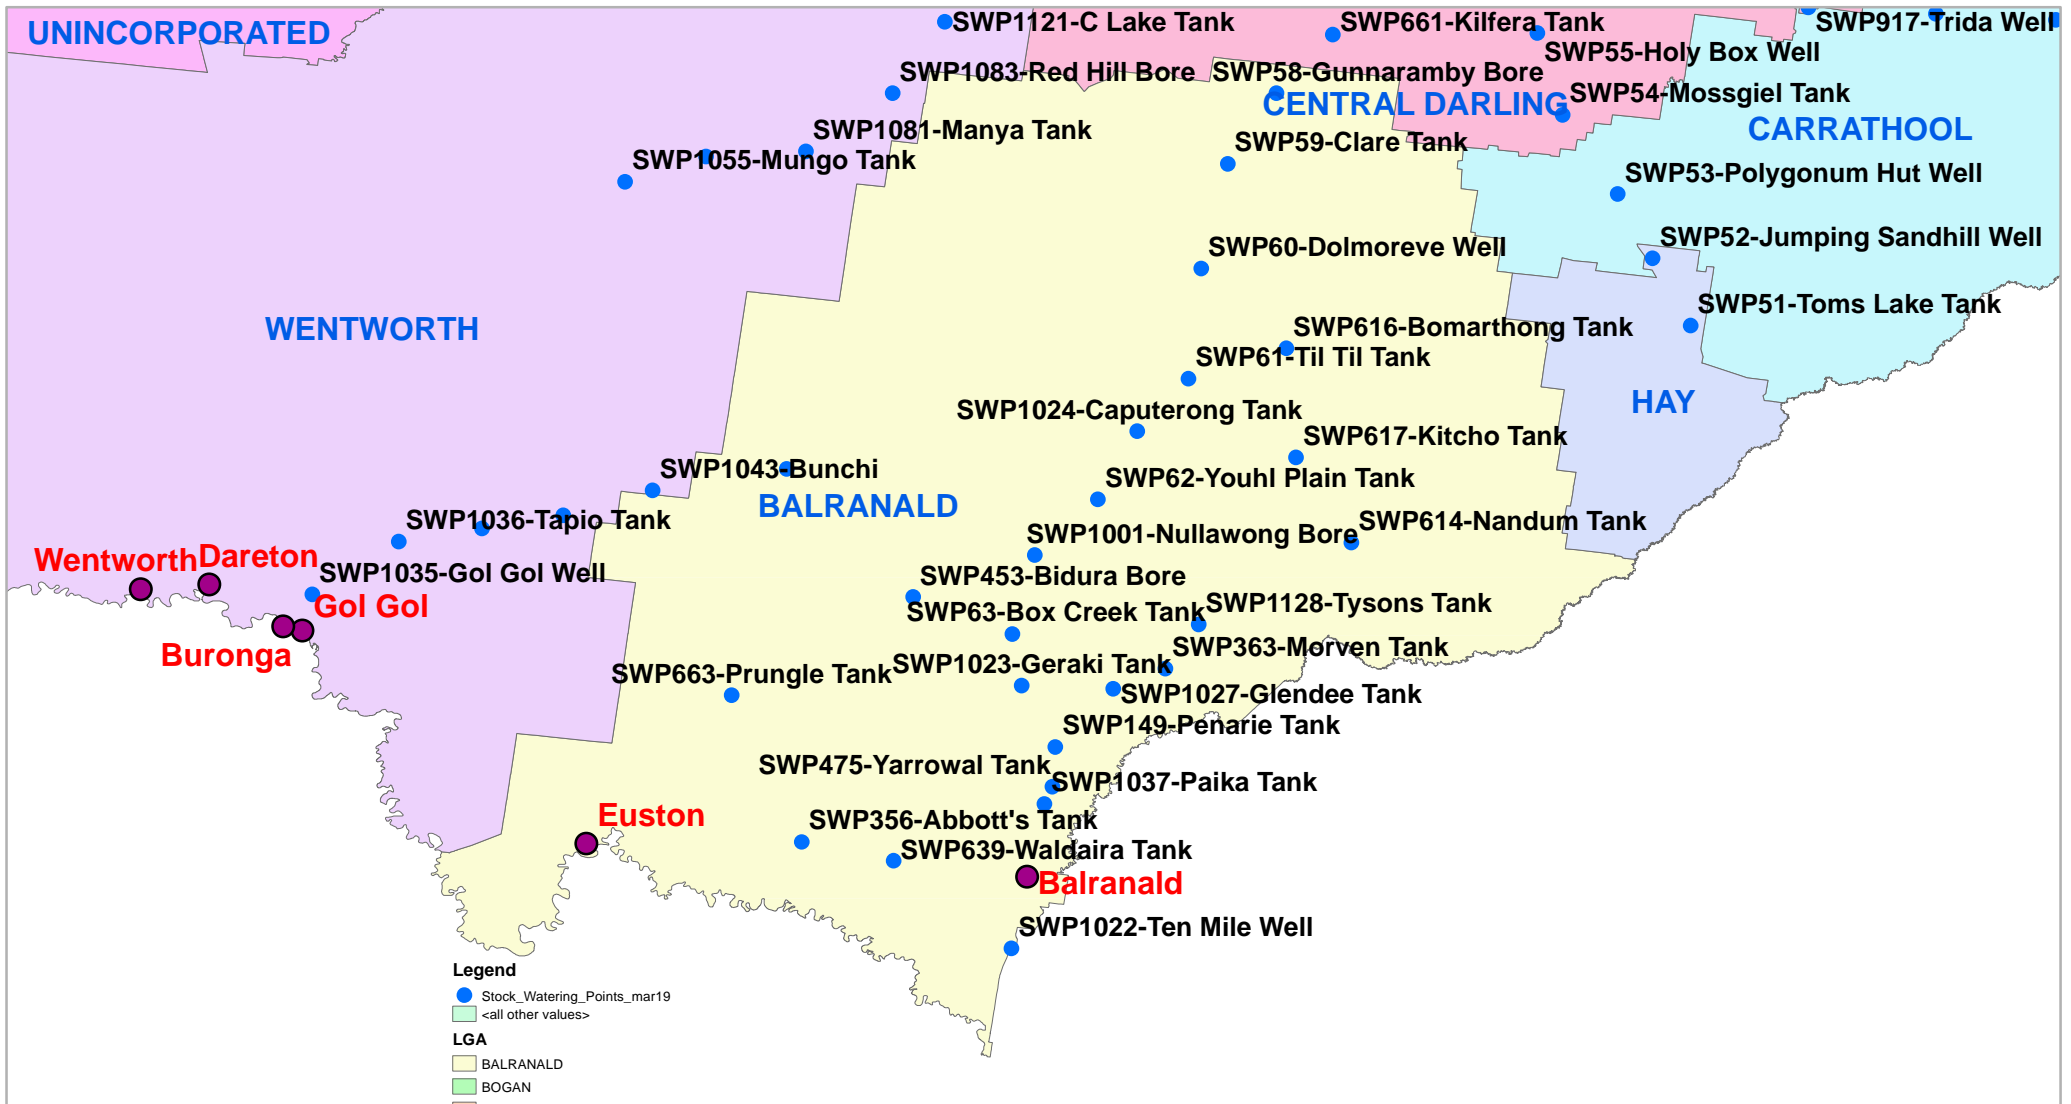 UNINCORPORATED
SWP1121-C Lake Tank
SWP661-Kilfera Tank
SWP917-Trida Well
SWP55-Holy Box Well
SWP1083-Red Hill Bore
SWP58-Gunnaramby Bore
CENTRAL DARLING
SWP54-Mossgiel Tank
CARRATHOOL
SWP1081-Manya Tank
SWP59-Clare Tank
SWP1055-Mungo Tank
SWP53-Polygonum Hut Well
SWP60-Dolmoreve Well
SWP52-Jumping Sandhill Well
SWP51-Toms Lake Tank
WENTWORTH
SWP616-Bomarthong Tank
SWP61-Til Til Tank
HAY
SWP1024-Caputerong Tank
SWP617-Kitcho Tank
SWP1043-Bunchi
SWP62-Youhl Plain Tank
BALRANALD
SWP1036-Tapio Tank
SWP614-Nandum Tank
SWP1001-Nullawong Bore
Wentworth
Dareton
SWP1035-Gol Gol Well
SWP453-Bidura Bore
Gol Gol
SWP63-Box Creek Tank
SWP1128-Tysons Tank
Buronga
SWP363-Morven Tank
SWP663-Prungle Tank
SWP1023-Geraki Tank
SWP1027-Glendee Tank
SWP149-Penarie Tank
SWP475-Yarrowal Tank
SWP1037-Paika Tank
Euston
SWP356-Abbott's Tank
SWP639-Waldaira Tank
Balranald
SWP1022-Ten Mile Well
Legend
Stock_Watering_Points_mar19
<all other values>
LGA
BALRANALD
BOGAN